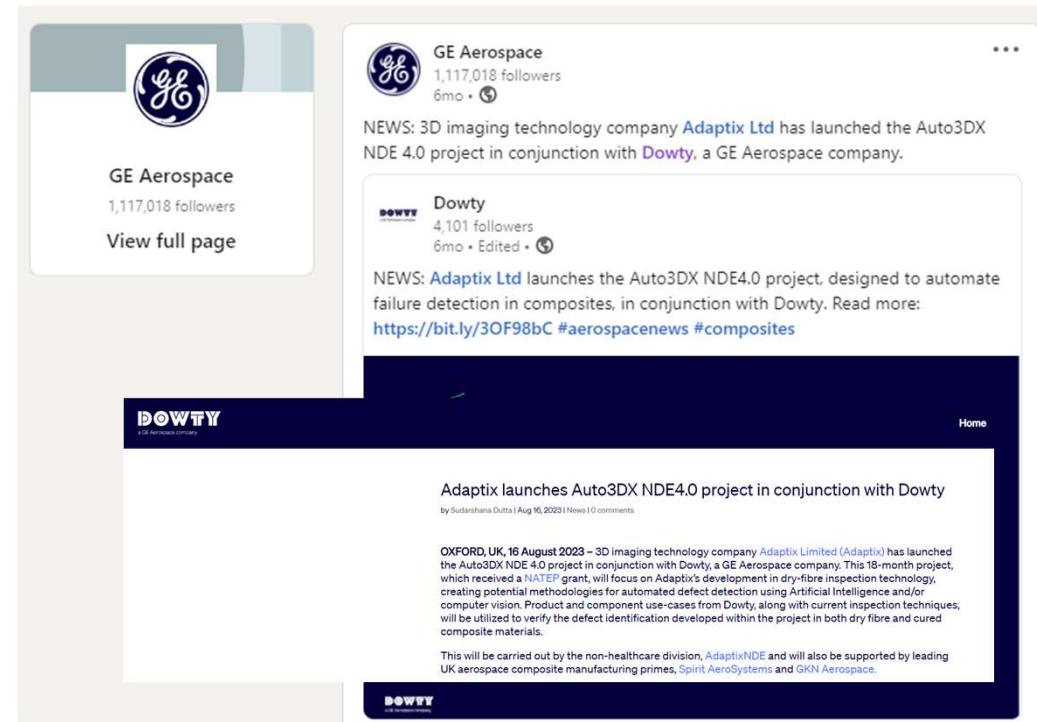 GE Aerospace
1,117,018 followers
View full page
GE Aerospace
1,117,018 followers
6mo •
NEWS: 3D imaging technology company Adaptix Ltd has launched the Auto3DX
NDE 4.0 project in conjunction with Dowty, a GE Aerospace company.
DOWTY
Dowty
4,101 followers
6mo • Edited •
NEWS: Adaptix Ltd launches the Auto3DX NDE4.0 project, designed to automate
failure detection in composites, in conjunction with Dowty. Read more:
https://bit.ly/3OF98bC #aerospacenews #composites
DOWTY
a GE Aerospace company
Home
Adaptix launches Auto3DX NDE4.0 project in conjunction with Dowty
by Sudarshana Dutta | Aug 16, 2023 | News | 0 comments
OXFORD, UK, 16 August 2023 – 3D imaging technology company Adaptix Limited (Adaptix) has launched
the Auto3DX NDE 4.0 project in conjunction with Dowty, a GE Aerospace company. This 18-month project,
which received a NATEP grant, will focus on Adaptix's development in dry-fibre inspection technology,
creating potential methodologies for automated defect detection using Artificial Intelligence and/or
computer vision. Product and component use-cases from Dowty, along with current inspection techniques,
will be utilized to verify the defect identification developed within the project in both dry fibre and cured
composite materials.
This will be carried out by the non-healthcare division, AdaptixNDE and will also be supported by leading
UK aerospace composite manufacturing primes, Spirit AeroSystems and GKN Aerospace.
DOWTY
a GE Aerospace company